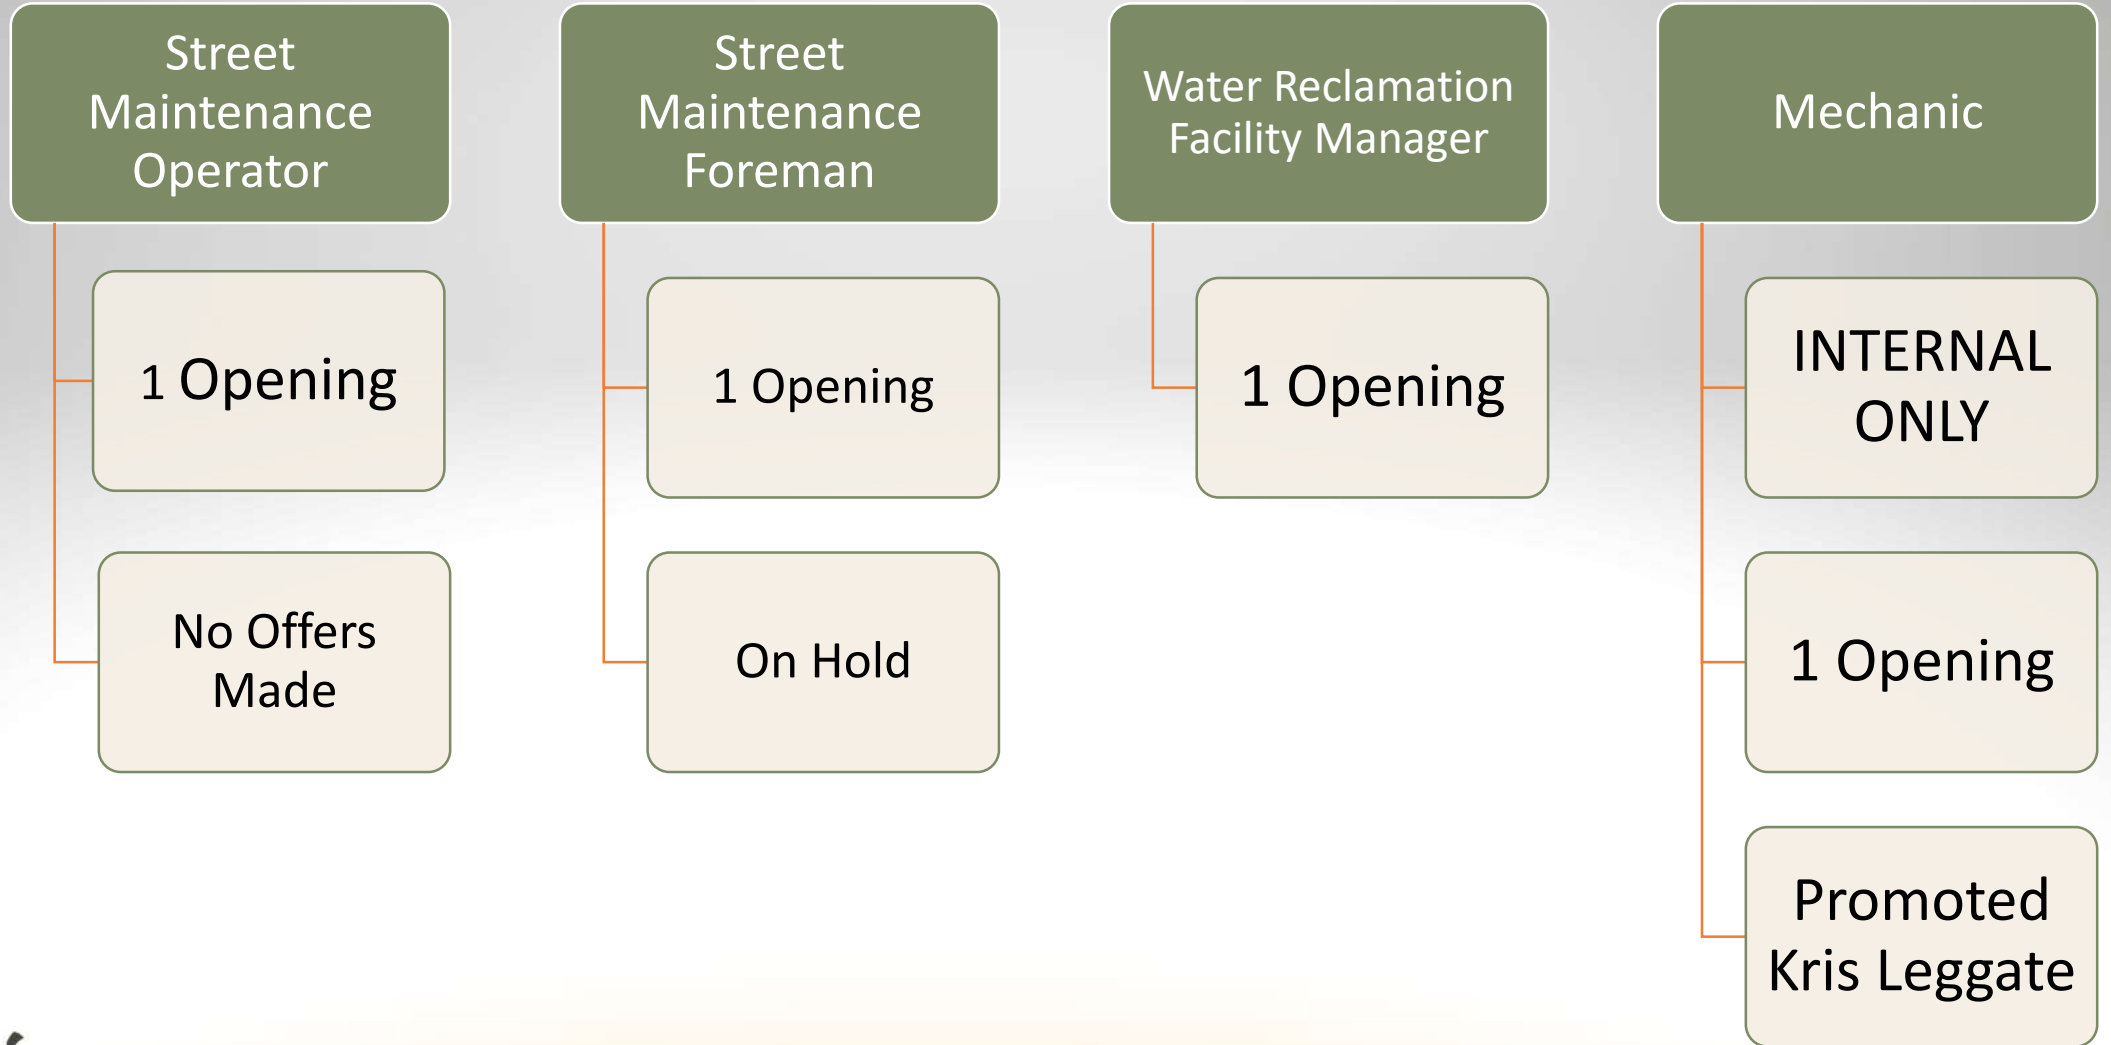 Street
Maintenance
Operator
1 Opening
No Offers
Made
Street
Maintenance
Foreman
1 Opening
On Hold
Water Reclamation
Facility Manager
1 Opening
Mechanic
INTERNAL
ONLY
1 Opening
Promoted
Kris Leggate